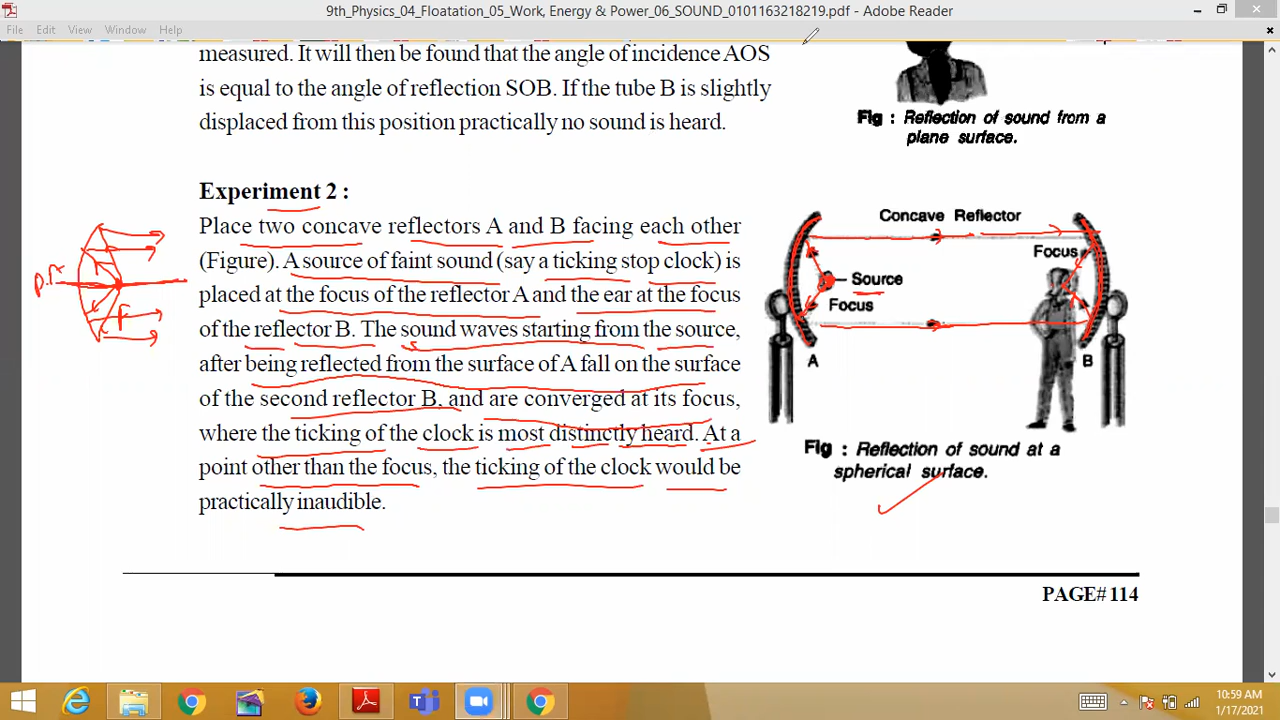 9th_Physics_04_Floatation_05_Work, Energy & Power_06_SOUND_0101163218219.pdf - Adobe Reader
File Edit View Window Help
measured. It will then be found that the angle of incidence AOS
is equal to the angle of reflection SOB. If the tube B is slightly
displaced from this position practically no sound is heard.
Fig : Reflection of sound from a
plane surface.
Experiment 2 :
Place two concave reflectors A and B facing each other
(Figure). A source of faint sound (say a ticking stop clock) is
placed at the focus of the reflector A and the ear at the focus
of the reflector B. The sound waves starting from the source,
after being reflected from the surface of A fall on the surface
of the second reflector B, and are converged at its focus,
where the ticking of the clock is most distinctly heard. At a
point other than the focus, the ticking of the clock would be
practically inaudible.
Concave Reflector
Focus
Source
Focus
A
B
Fig : Reflection of sound at a
spherical surface.
F
PAGE# 114
10:59 AM
1/17/2021